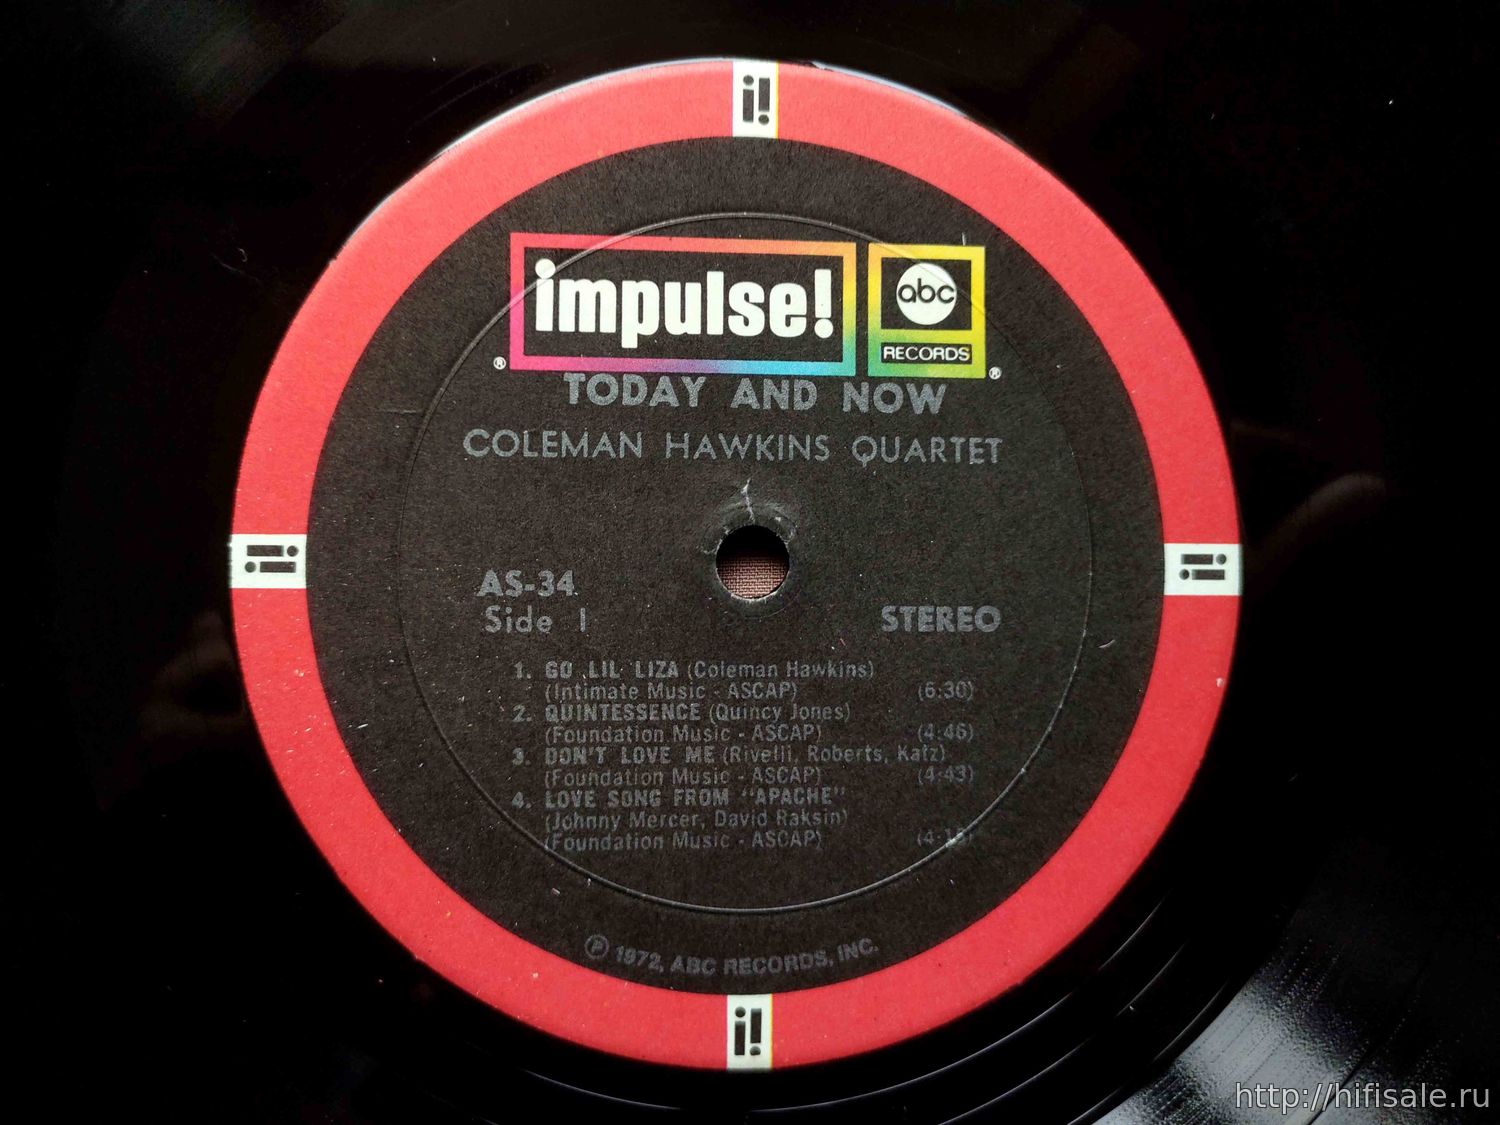 i!
impulse!
abc
RECORDS
®
®
TODAY AND NOW
COLEMAN HAWKINS QUARTET
i!
i!
AS-34
Side 1
STEREO
1. GO LIL LIZA (Coleman Hawkins)
(Intimate Music - ASCAP) (6:30)
2. QUINTESSENCE (Quincy Jones)
(Foundation Music - ASCAP) (4:46)
3. DON'T LOVE ME (Rivelli, Roberts, Katz)
(Foundation Music - ASCAP) (4:43)
4. LOVE SONG FROM "APACHE"
(Johnny Mercer, David Raksin)
(Foundation Music - ASCAP)
℗ 1972, ABC RECORDS, INC.
i!
http://hifisale.ru